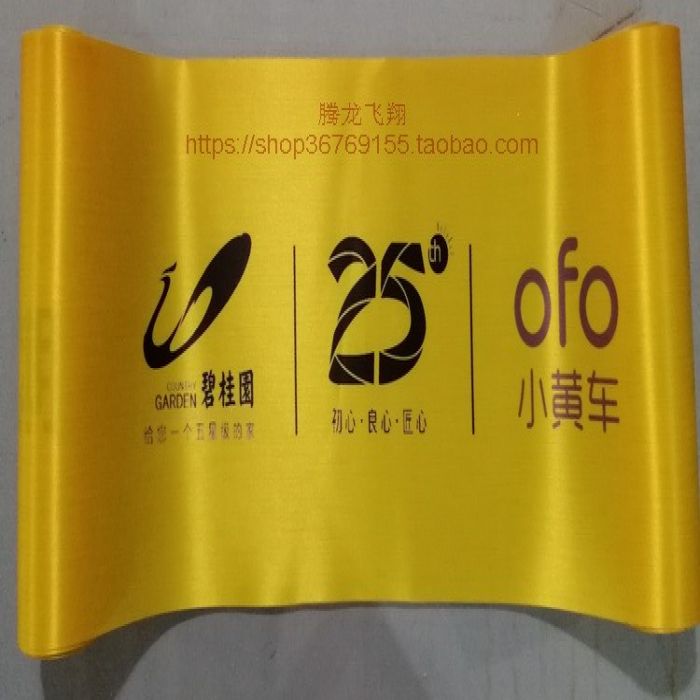 腾龙飞翔
https://shop36769155.taobao.com
COUNTRY
GARDEN 碧桂園
给您一个五星级的家
25th
初心·良心·匠心
ofo
小黄车